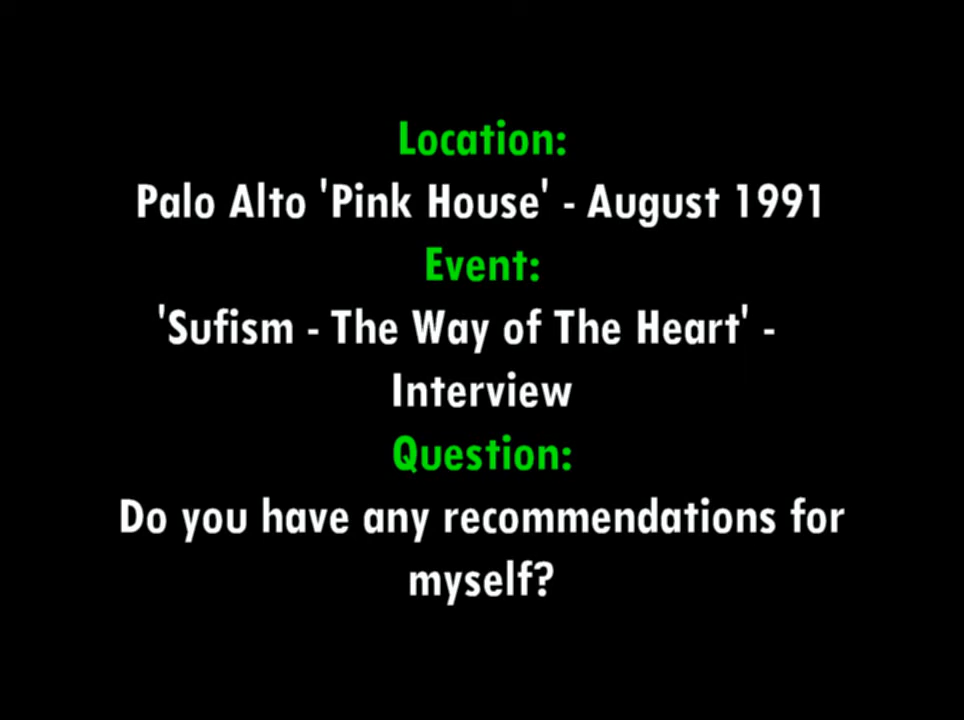 Location:
Palo Alto 'Pink House' - August 1991
Event:
'Sufism - The Way of The Heart' -
Interview
Question:
Do you have any recommendations for
myself?